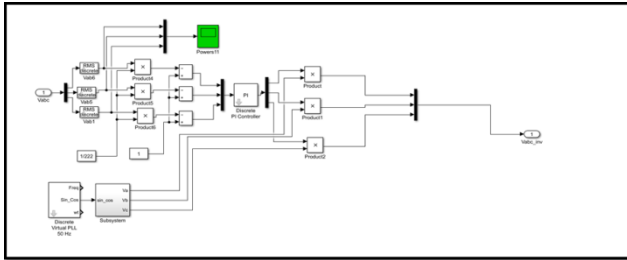 RMS
discrete
Vab6
Powers11
Product4
1
Vabc
RMS
discrete
Vab5
Product5
RMS
discrete
Vab1
Product6
PI
Discrete
PI Controller
Product
Product1
Product2
1
Vabc_inv
1/222
1
Freq
Sin_Cos
wt
Discrete
Virtual PLL
50 Hz
sin_cos
Va
Vb
Vc
Subsystem